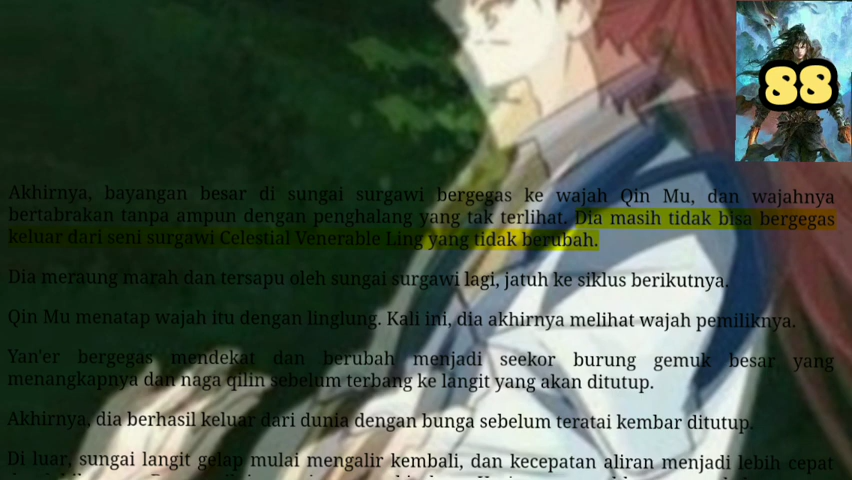 88
Akhirnya, bayangan besar di sungai surgawi bergegas ke wajah Qin Mu, dan wajahnya
bertabrakan tanpa ampun dengan penghalang yang tak terlihat. Dia masih tidak bisa bergegas
keluar dari seni surgawi Celestial Venerable Ling yang tidak berubah.
Dia meraung marah dan tersapu oleh sungai surgawi lagi, jatuh ke siklus berikutnya.
Qin Mu menatap wajah itu dengan linglung. Kali ini, dia akhirnya melihat wajah pemiliknya.
Yan'er bergegas mendekat dan berubah menjadi seekor burung gemuk besar yang
menangkapnya dan naga qilin sebelum terbang ke langit yang akan ditutup.
Akhirnya, dia berhasil keluar dari dunia dengan bunga sebelum teratai kembar ditutup.
Di luar, sungai langit gelap mulai mengalir kembali, dan kecepatan aliran menjadi lebih cepat